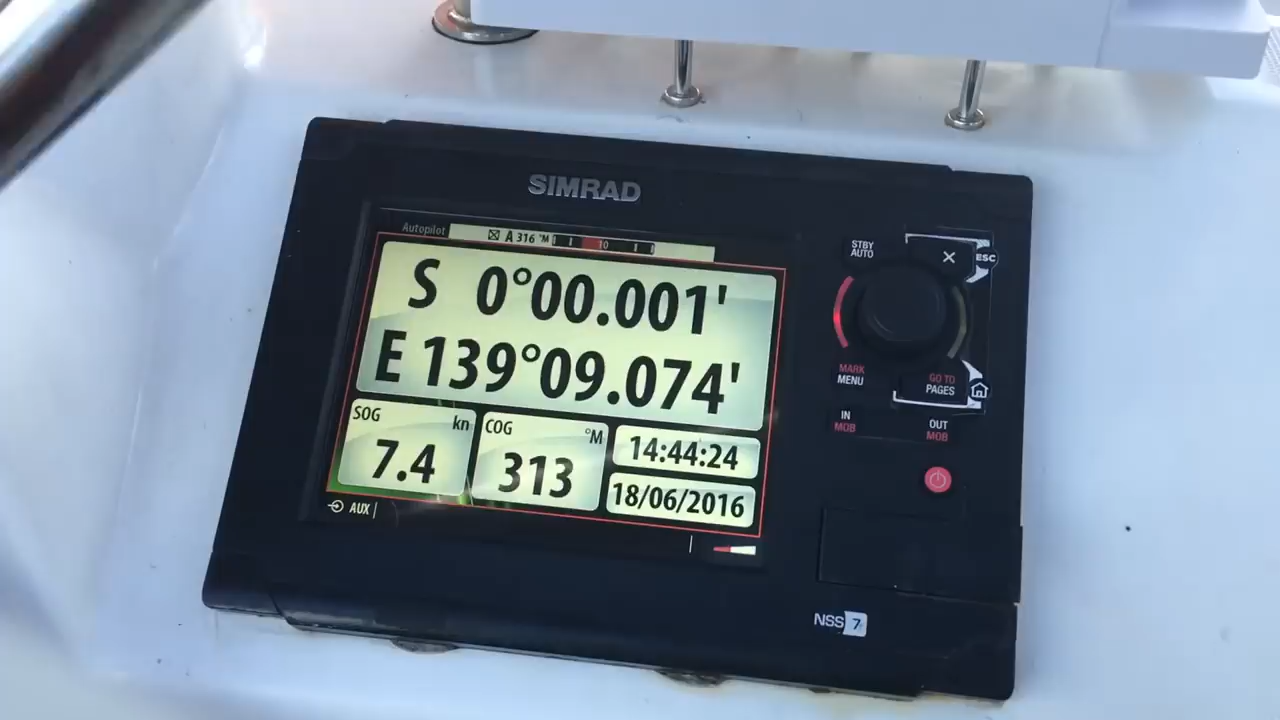 SIMRAD
Autopilot
A 316 °M
10
S 0°00.001'
E 139°09.074'
SOG
kn
7.4
COG
°M
313
14:44:24
18/06/2016
AUX
STBY
AUTO
X
ESC
MARK
MENU
GO TO
PAGES
IN
MOB
OUT
MOB
NSS 7